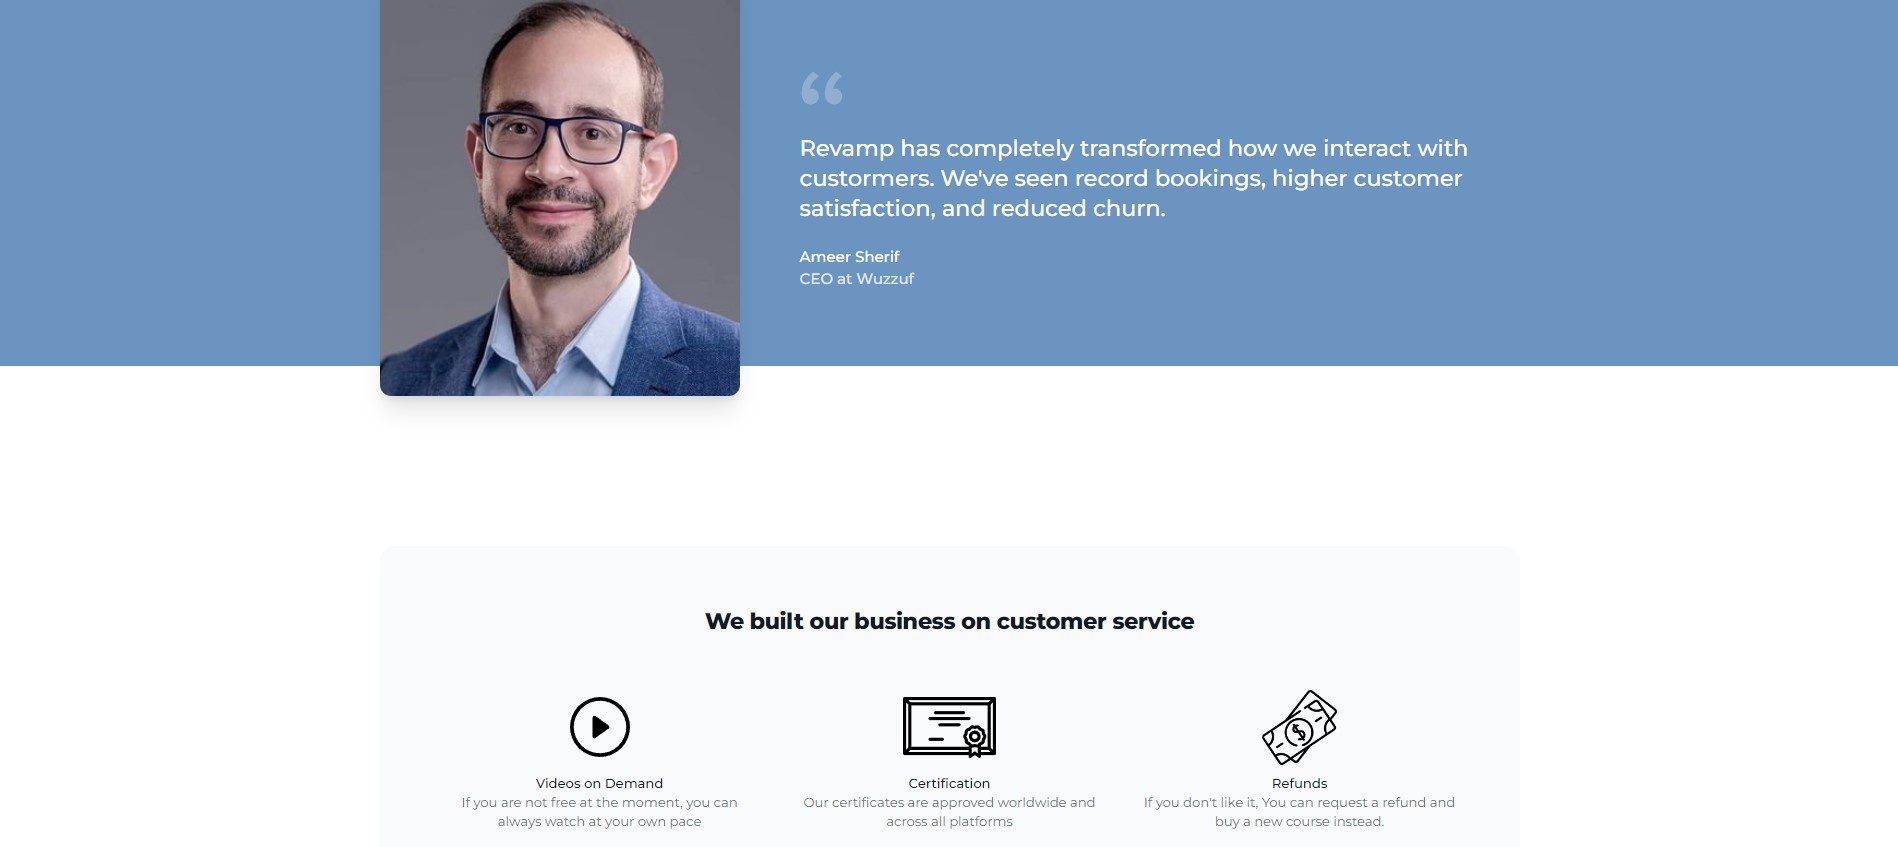 “
Revamp has completely transformed how we interact with
custormers. We've seen record bookings, higher customer
satisfaction, and reduced churn.
Ameer Sherif
CEO at Wuzzuf
We built our business on customer service
Videos on Demand
If you are not free at the moment, you can
always watch at your own pace
Certification
Our certificates are approved worldwide and
across all platforms
Refunds
If you don't like it, You can request a refund and
buy a new course instead.